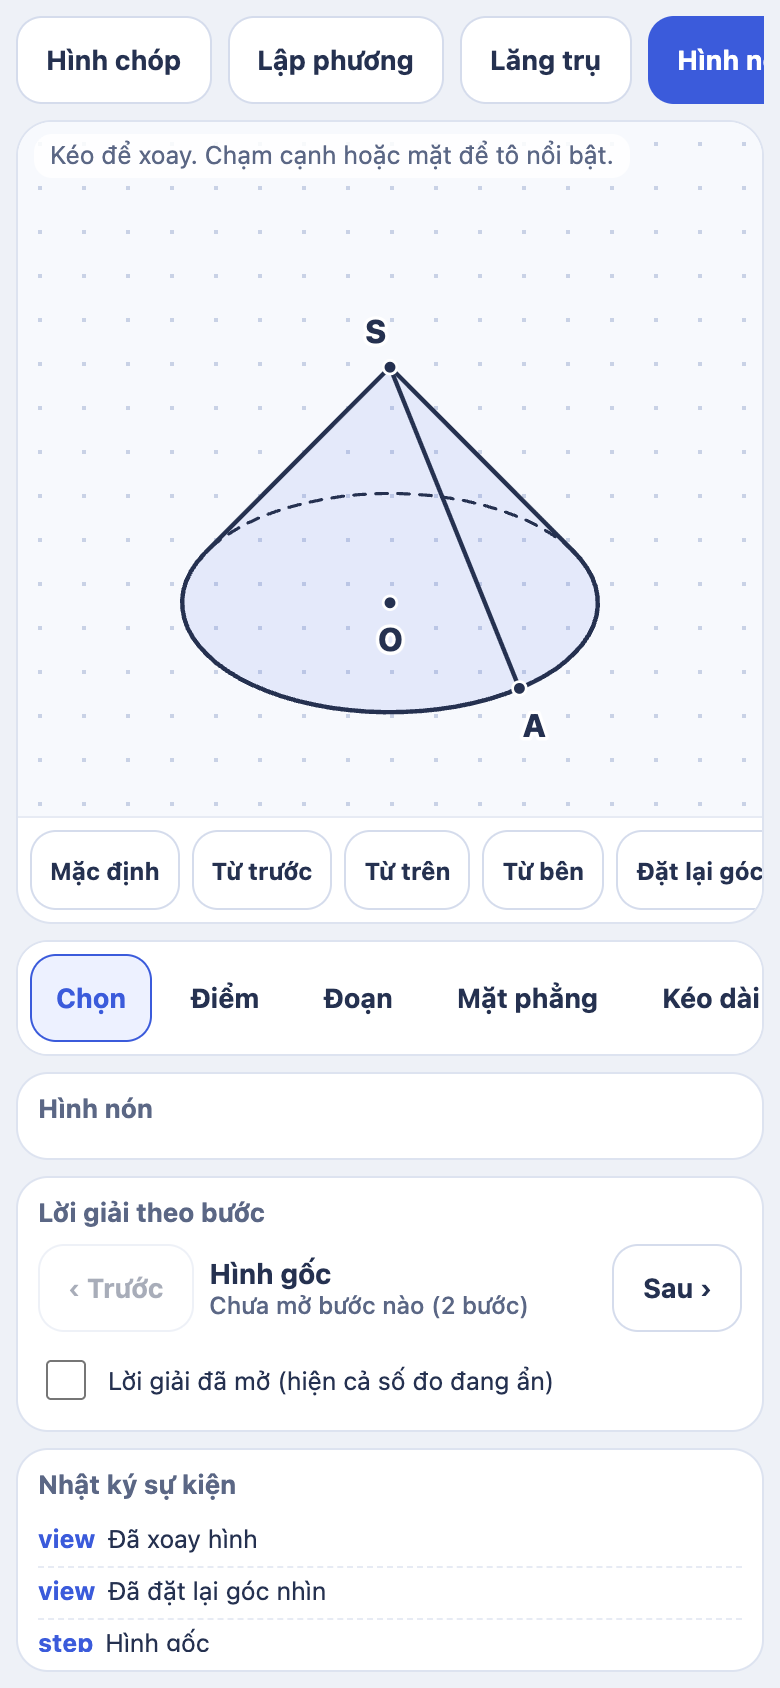 Hình chóp
Lập phương
Lăng trụ
Hình n
Kéo để xoay. Chạm cạnh hoặc mặt để tô nổi bật.
S
O
A
Mặc định
Từ trước
Từ trên
Từ bên
Đặt lại góc
Chọn
Điểm
Đoạn
Mặt phẳng
Kéo dài
Hình nón
Lời giải theo bước
‹ Trước
Hình gốc
Chưa mở bước nào (2 bước)
Sau ›
Lời giải đã mở (hiện cả số đo đang ẩn)
Nhật ký sự kiện
view Đã xoay hình
view Đã đặt lại góc nhìn
step Hình gốc